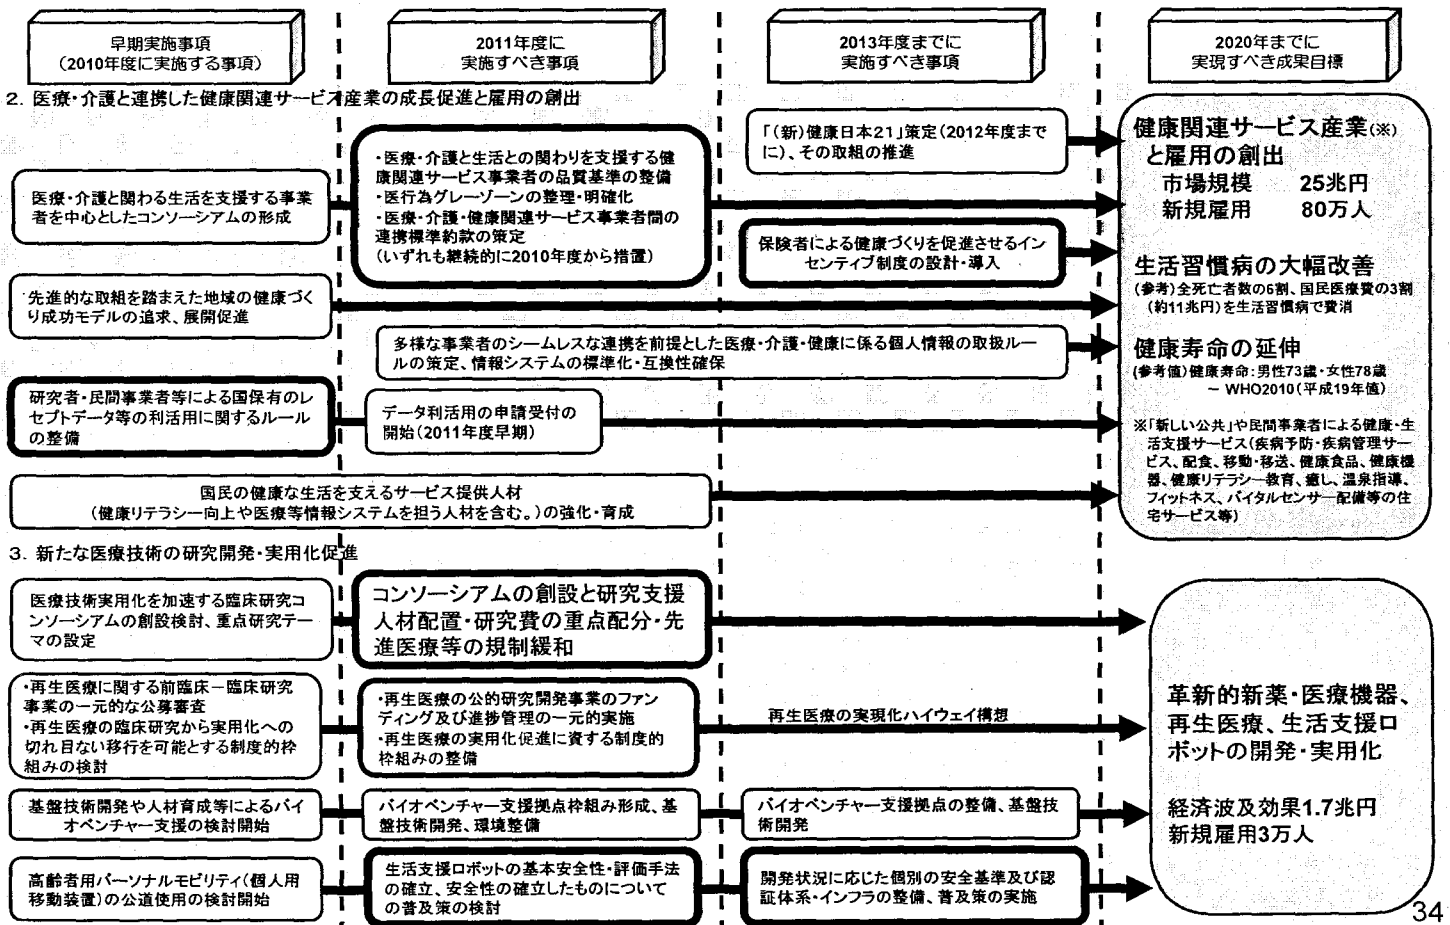 早期実施事項
（2010年度に実施する事項）
2011年度に
実施すべき事項
2013年度までに
実施すべき事項
2020年までに
実現すべき成果目標
2．医療・介護と連携した健康関連サービス産業の成長促進と雇用の創出
医療・介護と関わる生活を支援する事業
者を中心としたコンソーシアムの形成
・医療・介護と生活との関わりを支援する健
康関連サービス事業者の品質基準の整備
・医行為グレーゾーンの整理・明確化
・医療・介護・健康関連サービス事業者間の
連携標準約款の策定
（いずれも継続的に2010年度から措置）
「（新）健康日本２１」策定（2012年度まで
に）、その取組の推進
保険者による健康づくりを促進させるイン
センティブ制度の設計・導入
先進的な取組を踏まえた地域の健康づく
り成功モデルの追求、展開促進
多様な事業者のシームレスな連携を前提とした医療・介護・健康に係る個人情報の取扱ルー
ルの策定、情報システムの標準化・互換性確保
研究者・民間事業者等による国保有のレ
セプトデータ等の利活用に関するルール
の整備
データ利活用の申請受付の
開始（2011年度早期）
国民の健康な生活を支えるサービス提供人材
（健康リテラシー向上や医療等情報システムを担う人材を含む。）の強化・育成
健康関連サービス産業（※）
と雇用の創出
市場規模　25兆円
新規雇用　80万人
生活習慣病の大幅改善
（参考）全死亡者数の6割、国民医療費の3割
（約11兆円）を生活習慣病で費消
健康寿命の延伸
（参考値）健康寿命：男性73歳・女性78歳
～ WHO2010（平成19年値）
※「新しい公共」や民間事業者による健康・生
活支援サービス（疾病予防・疾病管理サー
ビス、配食、移動・移送、健康食品、健康機
器、健康リテラシー教育、癒し、温泉指導、
フィットネス、バイタルセンサー配備等の住
宅サービス等）
3．新たな医療技術の研究開発・実用化促進
医療技術実用化を加速する臨床研究コ
ンソーシアムの創設検討、重点研究テー
マの設定
コンソーシアムの創設と研究支援
人材配置・研究費の重点配分・先
進医療等の規制緩和
・再生医療に関する前臨床－臨床研究
事業の一元的な公募審査
・再生医療の臨床研究から実用化への
切れ目ない移行を可能とする制度的枠
組みの検討
・再生医療の公的研究開発事業のファン
ディング及び進捗管理の一元的実施
・再生医療の実用化促進に資する制度的
枠組みの整備
再生医療の実現化ハイウェイ構想
基盤技術開発や人材育成等によるバイ
オベンチャー支援の検討開始
バイオベンチャー支援拠点枠組み形成、基
盤技術開発、環境整備
バイオベンチャー支援拠点の整備、基盤技
術開発
高齢者用パーソナルモビリティ（個人用
移動装置）の公道使用の検討開始
生活支援ロボットの基本安全性・評価手法
の確立、安全性の確立したものについて
の普及策の検討
開発状況に応じた個別の安全基準及び認
証体系・インフラの整備、普及策の実施
革新的新薬・医療機器、
再生医療、生活支援ロ
ボットの開発・実用化
経済波及効果1.7兆円
新規雇用3万人
34